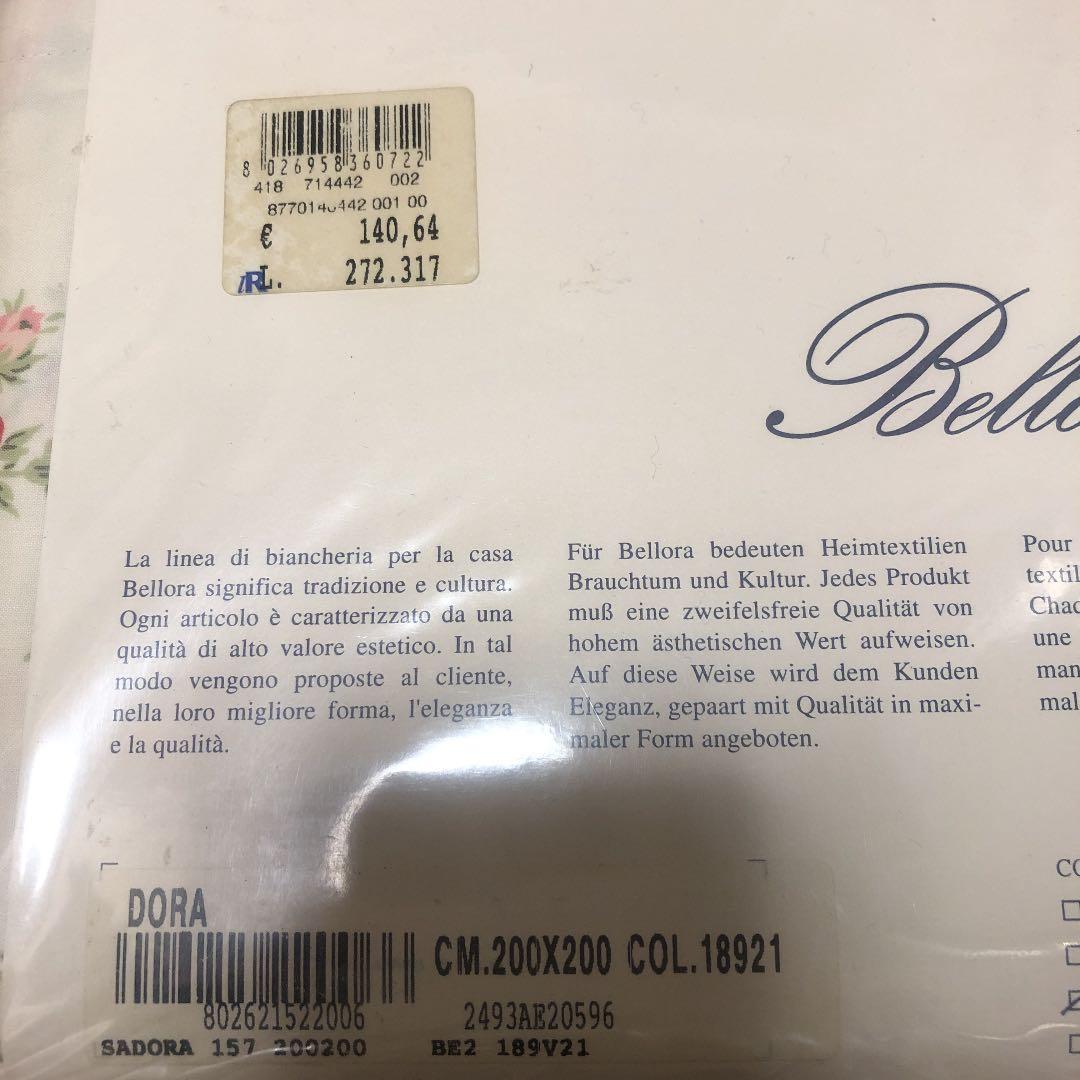 8 026958 360722
418 714442 002
€ 140,64
L. 272.317
Bello
La linea di biancheria per la casa
Bellora significa tradizione e cultura.
Ogni articolo è caratterizzato da una
qualità di alto valore estetico. In tal
modo vengono proposte al cliente,
nella loro migliore forma, l'eleganza
e la qualità.
Für Bellora bedeuten Heimtextilien
Brauchtum und Kultur. Jedes Produkt
muß eine zweifelsfreie Qualität von
hohem ästhetischen Wert aufweisen.
Auf diese Weise wird dem Kunden
Eleganz, gepaart mit Qualität in maxi-
maler Form angeboten.
Pour
textil
Chac
une
man
mal
CO
DORA
CM.200X200 COL.18921
802621522006 2493AE20596
SADORA 157 200200 BE2 189V21